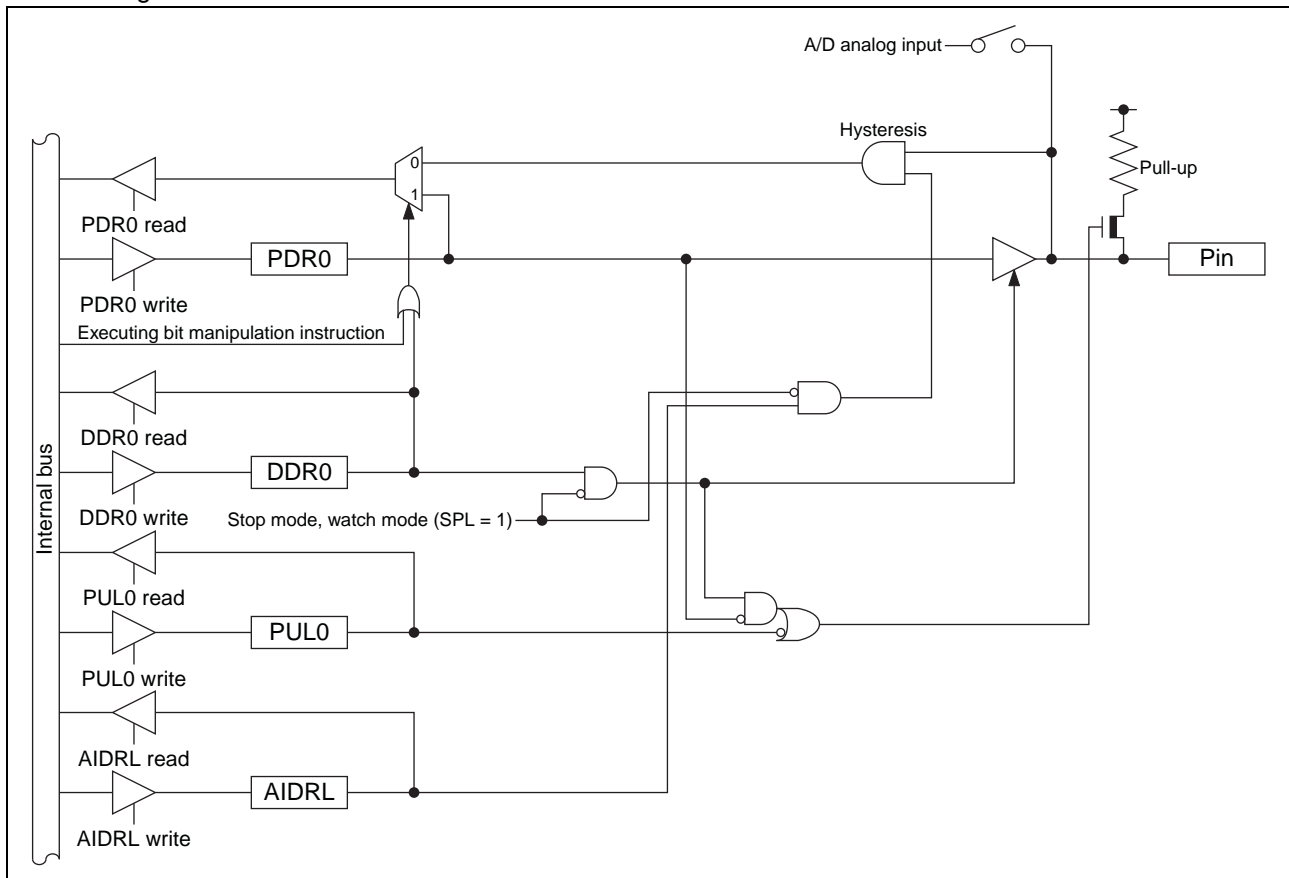 A/D analog input
Hysteresis
0
Pull-up
1
PDR0 read
PDR0
Pin
PDR0 write
Executing bit manipulation instruction
DDR0 read
DDR0
Internal bus
DDR0 write
Stop mode, watch mode (SPL = 1)
PUL0 read
PUL0
PUL0 write
AIDRL read
AIDRL
AIDRL write